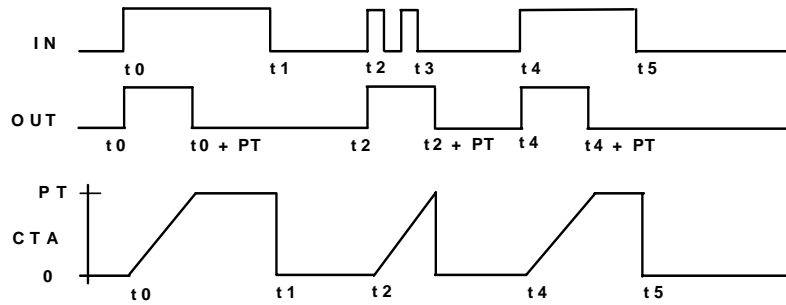 IN
t0 t1 t2 t3 t4 t5
OUT
t0 t0 + PT t2 t2 + PT t4 t4 + PT
PT
CTA
0
t0 t1 t2 t4 t5